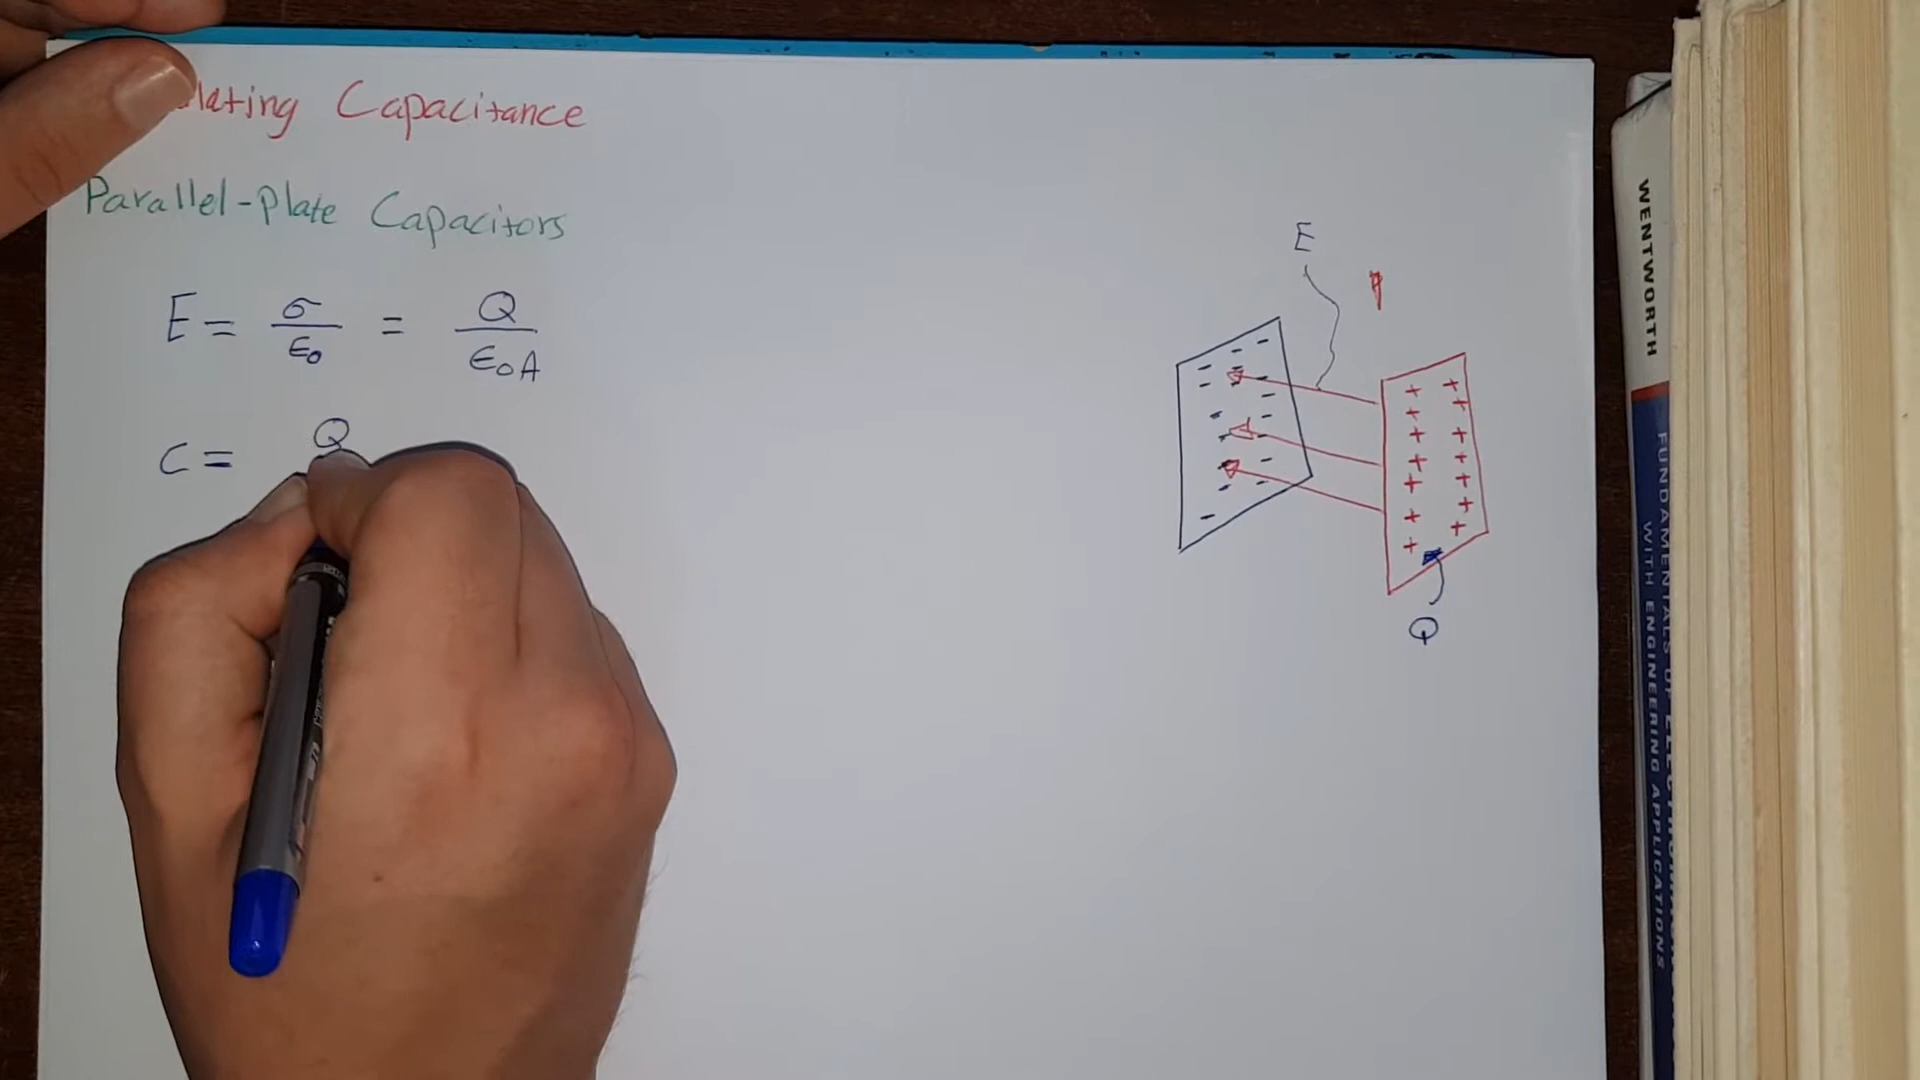 Capacitance
Parallel-Plate Capacitors
E = σ/ϵ₀ = Q/ϵ₀A
C = Q
E
Q
WENTWORTH
FUNDAMENTALS OF
WITH ENGINEERING APPLICATIONS